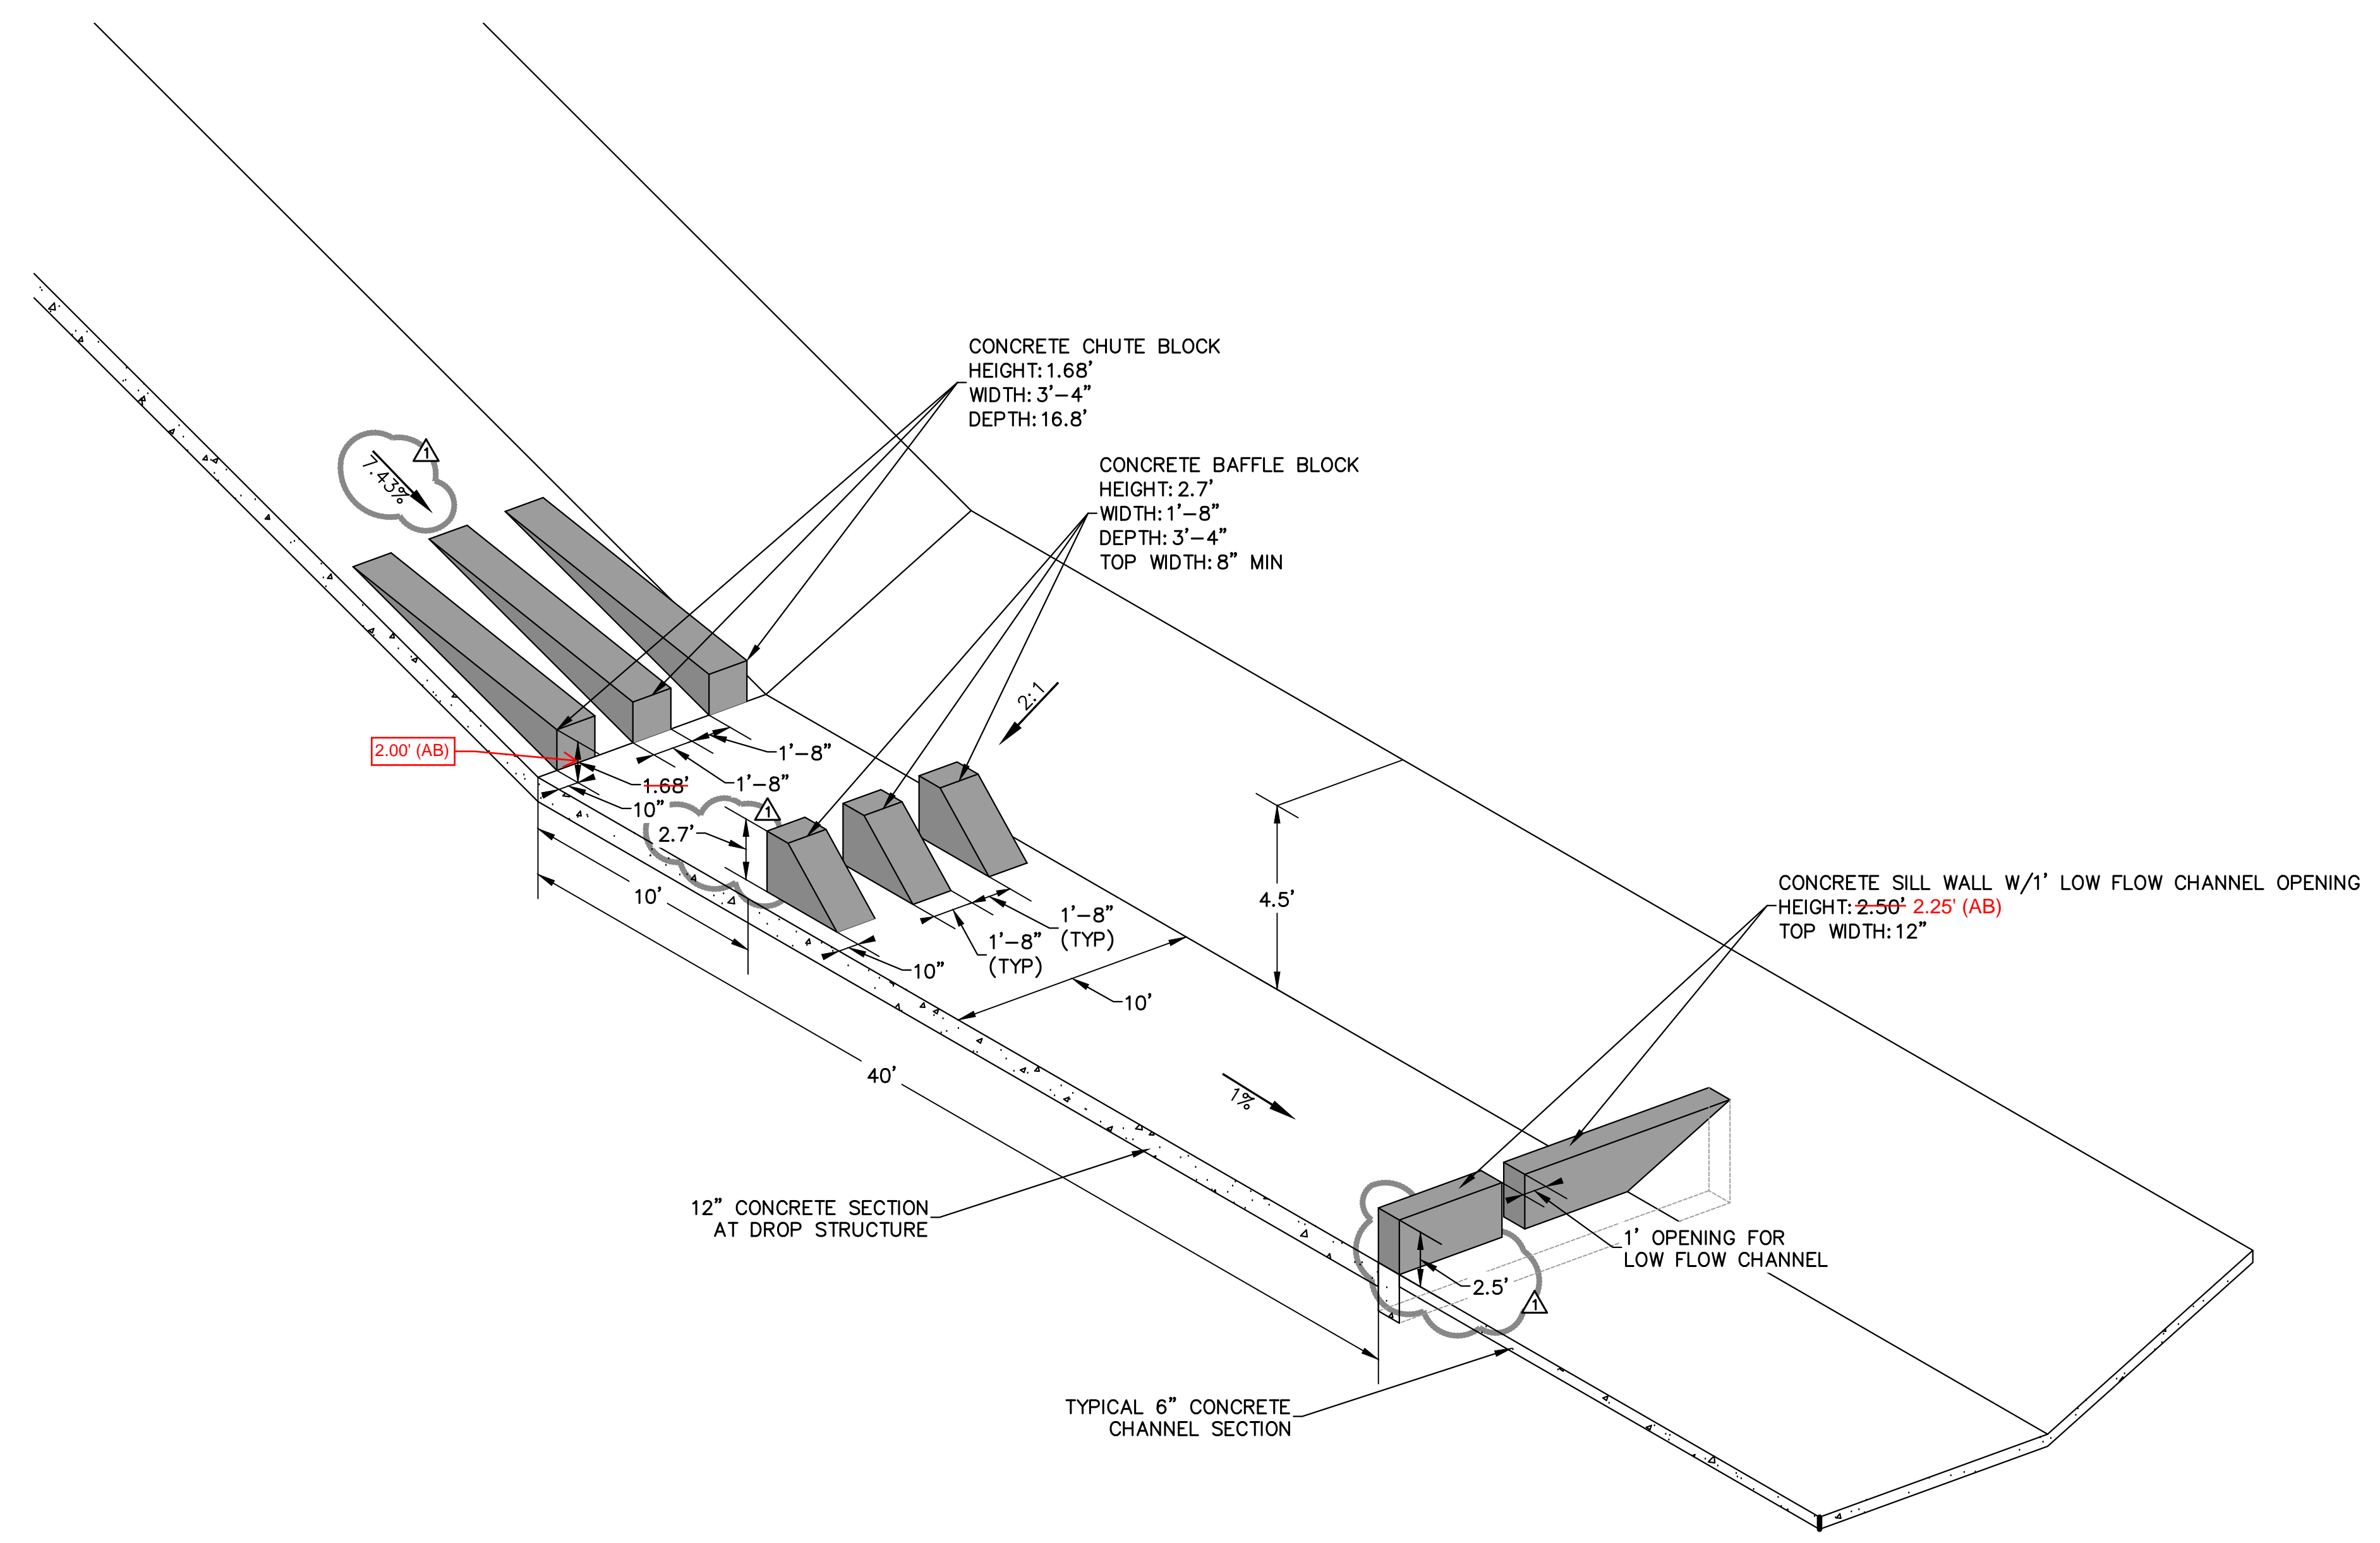 CONCRETE CHUTE BLOCK
HEIGHT: 1.68'
WIDTH: 3'-4"
DEPTH: 16.8'
1
7.43%
CONCRETE BAFFLE BLOCK
HEIGHT: 2.7'
WIDTH: 1'-8"
DEPTH: 3'-4"
TOP WIDTH: 8" MIN
2:1
2.00' (AB)
1'-8"
1'-8"
1.68'
10"
1
2.7'
10'
4.5'
1'-8"
(TYP)
1'-8"
(TYP)
10"
10'
CONCRETE SILL WALL W/1' LOW FLOW CHANNEL OPENING
HEIGHT: 2.50' 2.25' (AB)
TOP WIDTH: 12"
40'
1%
12" CONCRETE SECTION
AT DROP STRUCTURE
1' OPENING FOR
LOW FLOW CHANNEL
2.5'
1
TYPICAL 6" CONCRETE
CHANNEL SECTION